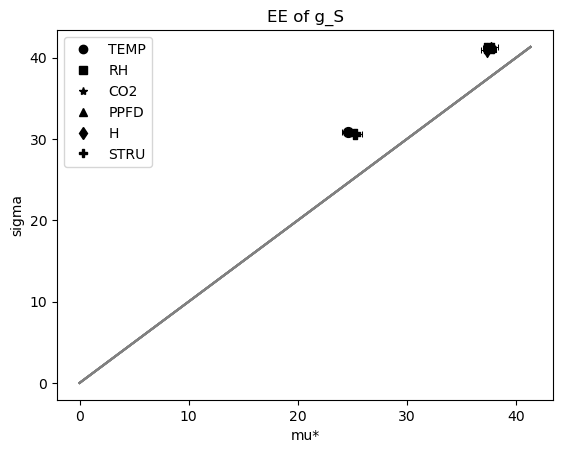 EE of g_S
TEMP
RH
CO2
PPFD
H
STRU
40
30
20
10
0
sigma
0 10 20 30 40
mu*